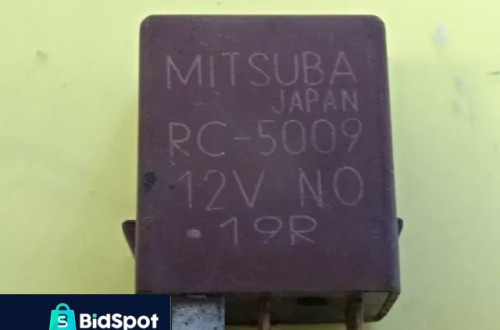 MITSUBA
JAPAN
RC-5009
12V NO
. 19R
S BidSpot